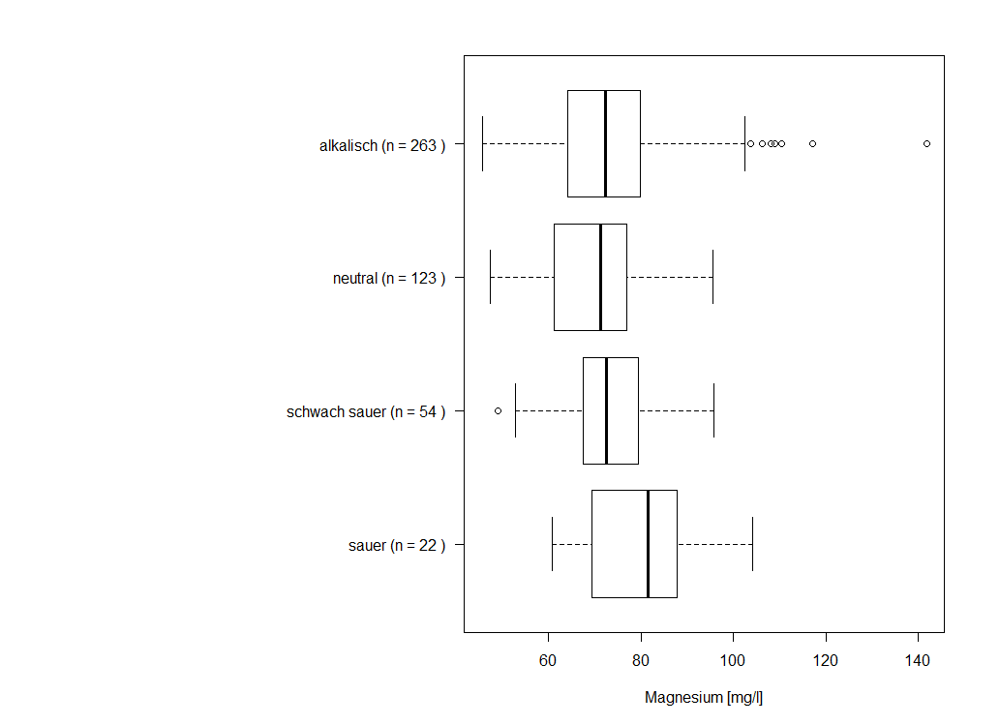 alkalisch (n = 263 )
neutral (n = 123 )
schwach sauer (n = 54 )
sauer (n = 22 )
60 80 100 120 140
Magnesium [mg/l]